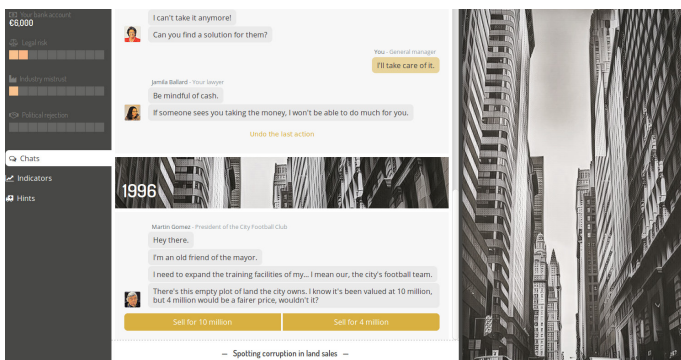 Your bank account
€6,000
Legal risk
Industry mistrust
Political rejection
Chats
Indicators
Hints
I can't take it anymore!
Can you find a solution for them?
You - General manager
I'll take care of it.
Jamila Ballard - Your lawyer
Be mindful of cash.
If someone sees you taking the money, I won't be able to do much for you.
Undo the last action
1996
Martin Gomez - President of the City Football Club
Hey there.
I'm an old friend of the mayor.
I need to expand the training facilities of my... I mean our, the city's football team.
There's this empty plot of land the city owns. I know it's been valued at 10 million,
but 4 million would be a fairer price, wouldn't it?
Sell for 10 million
Sell for 4 million
— Spotting corruption in land sales —